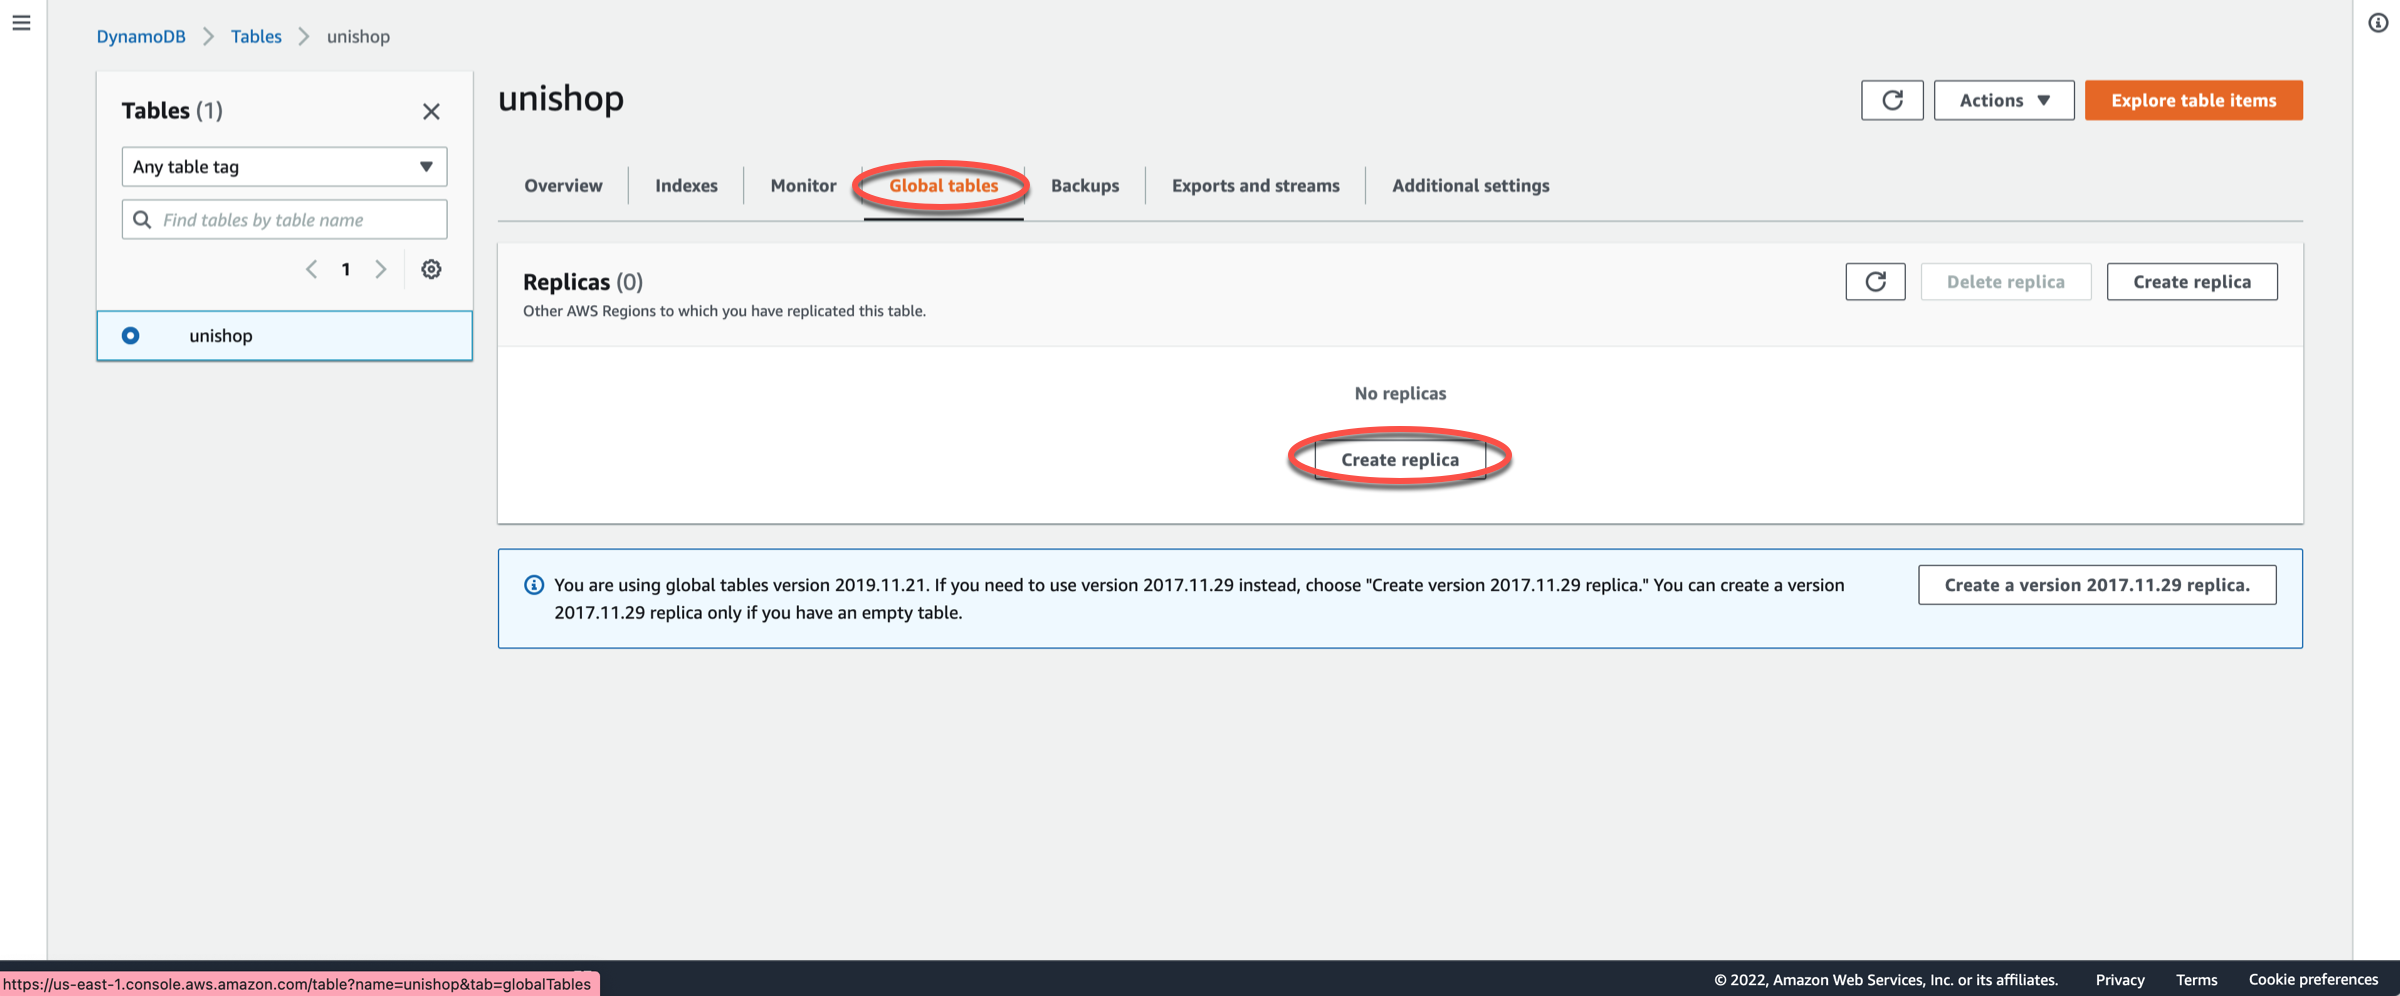 DynamoDB > Tables > unishop
Tables (1)
Any table tag
Find tables by table name
1
unishop
unishop
Actions
Explore table items
Overview
Indexes
Monitor
Global tables
Backups
Exports and streams
Additional settings
Replicas (0)
Other AWS Regions to which you have replicated this table.
Delete replica
Create replica
No replicas
Create replica
You are using global tables version 2019.11.21. If you need to use version 2017.11.29 instead, choose "Create version 2017.11.29 replica." You can create a version
2017.11.29 replica only if you have an empty table.
Create a version 2017.11.29 replica.
https://us-east-1.console.aws.amazon.com/table?name=unishop&tab=globalTables
© 2022, Amazon Web Services, Inc. or its affiliates.
Privacy
Terms
Cookie preferences